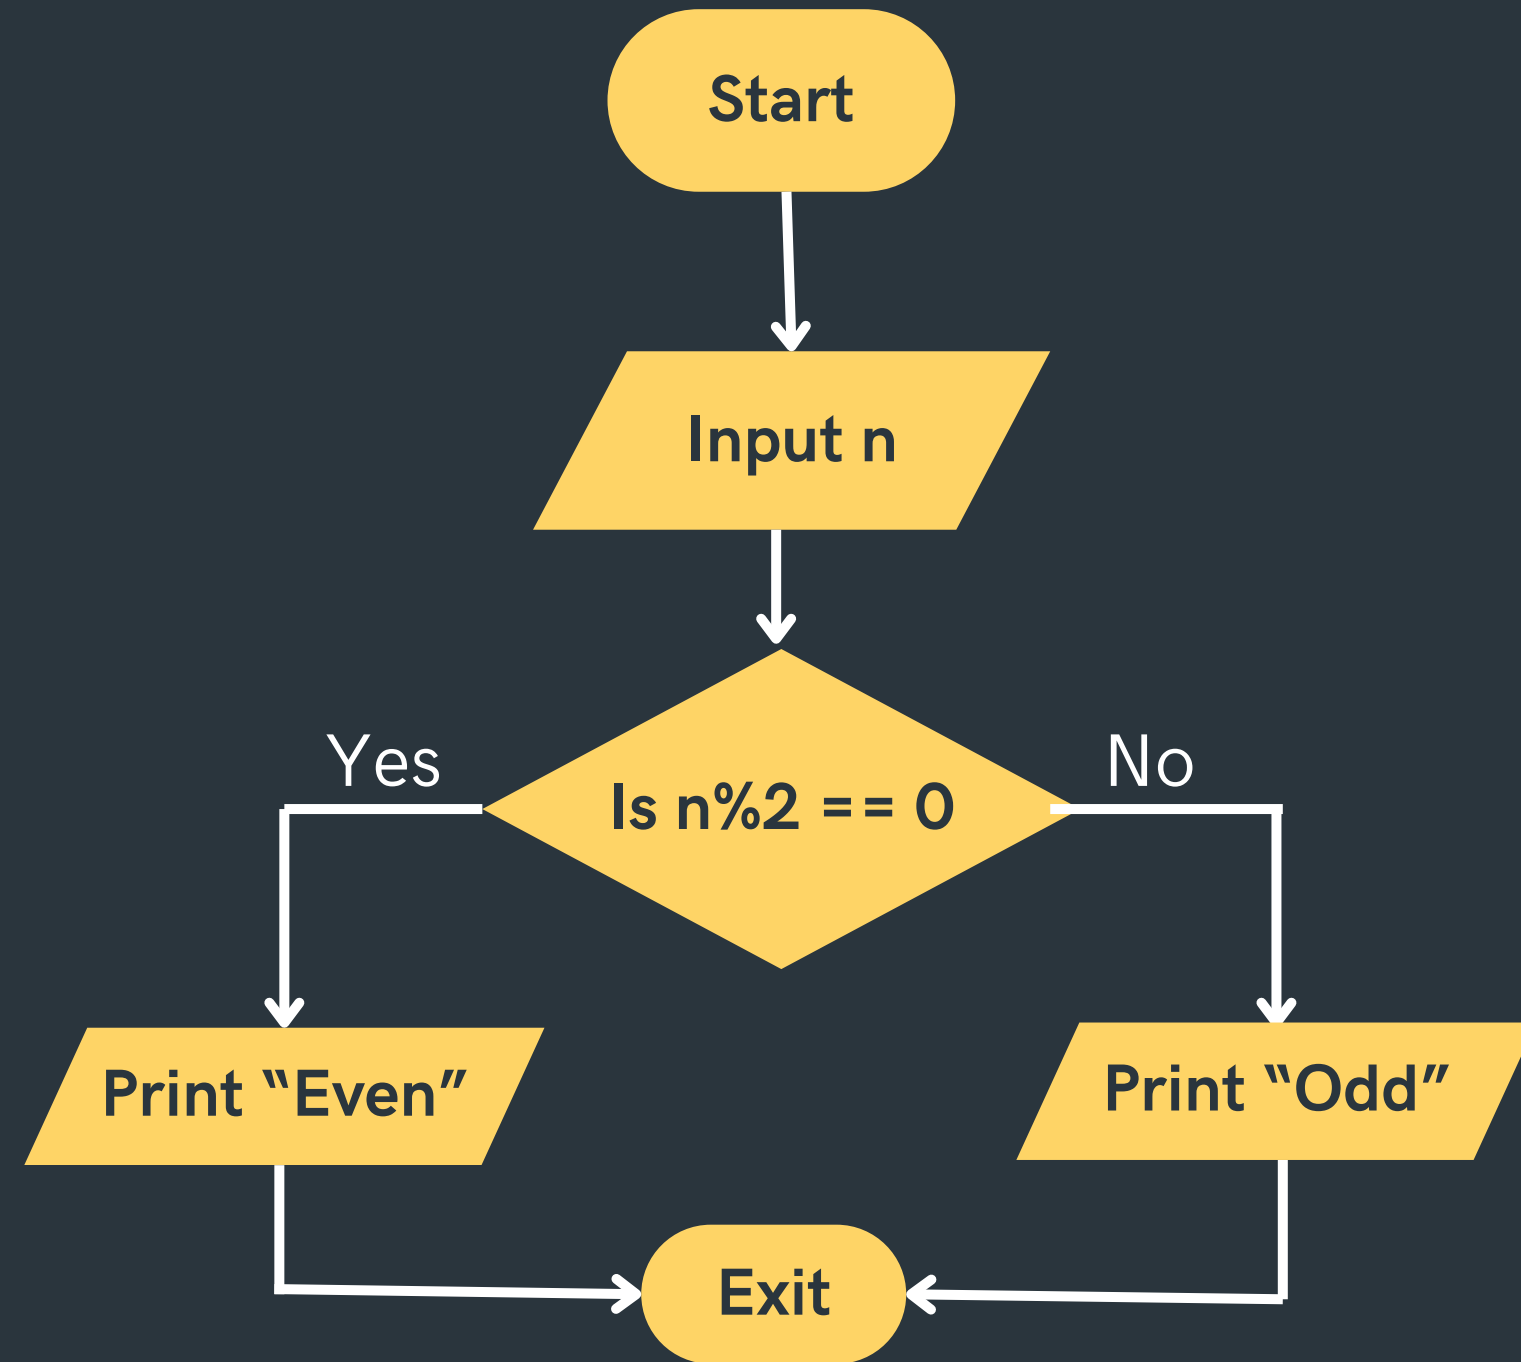 Start
Input n
Yes
No
Is n%2 == 0
Print “Even”
Print “Odd”
Exit